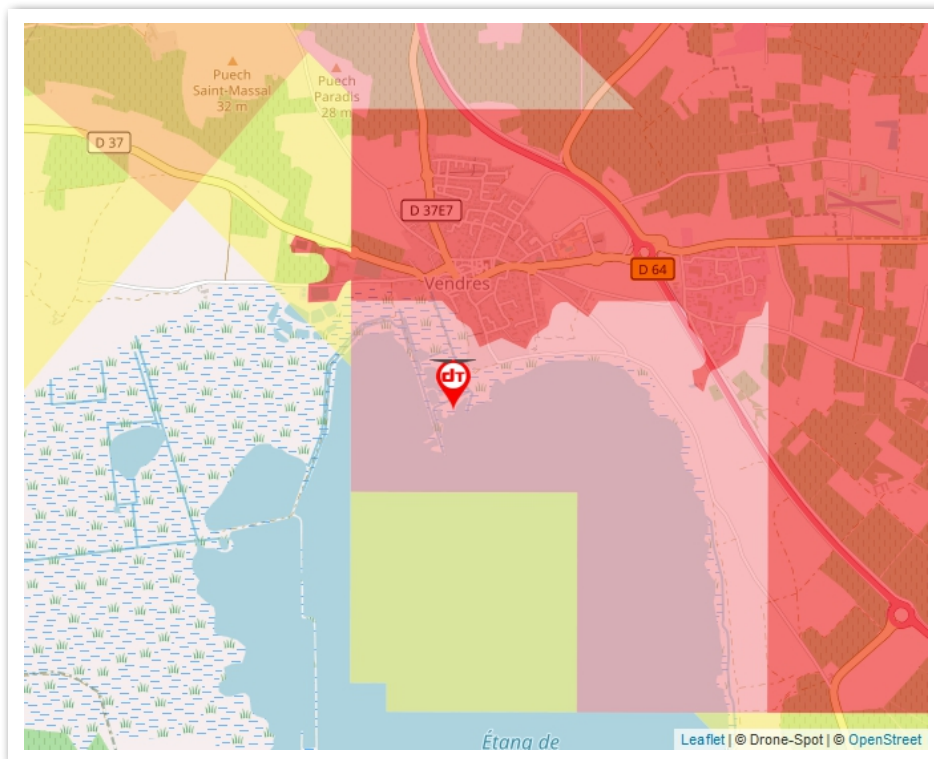 Puech
Saint-Massal
32 m
Puech
Paradis
28 m
D 37
D 37E7
D 64
Vendres
dT
Étang de
Leaflet | © Drone-Spot | © OpenStreet